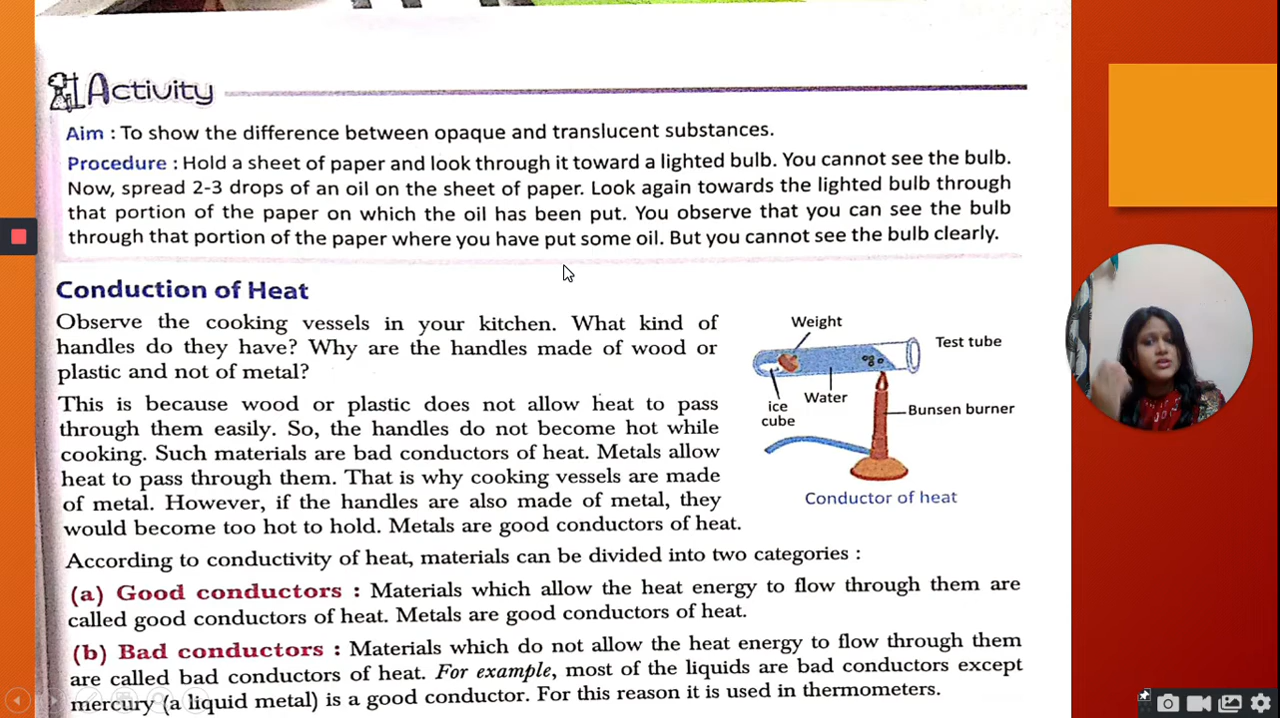 Activity
Aim : To show the difference between opaque and translucent substances.
Procedure : Hold a sheet of paper and look through it toward a lighted bulb. You cannot see the bulb.
Now, spread 2-3 drops of an oil on the sheet of paper. Look again towards the lighted bulb through
that portion of the paper on which the oil has been put. You observe that you can see the bulb
through that portion of the paper where you have put some oil. But you cannot see the bulb clearly.
Conduction of Heat
Observe the cooking vessels in your kitchen. What kind of
handles do they have? Why are the handles made of wood or
plastic and not of metal?
This is because wood or plastic does not allow heat to pass
through them easily. So, the handles do not become hot while
cooking. Such materials are bad conductors of heat. Metals allow
heat to pass through them. That is why cooking vessels are made
of metal. However, if the handles are also made of metal, they
would become too hot to hold. Metals are good conductors of heat.
Weight
Test tube
ice
cube
Water
Bunsen burner
Conductor of heat
According to conductivity of heat, materials can be divided into two categories :
(a) Good conductors : Materials which allow the heat energy to flow through them are
called good conductors of heat. Metals are good conductors of heat.
(b) Bad conductors : Materials which do not allow the heat energy to flow through them
are called bad conductors of heat. For example, most of the liquids are bad conductors except
mercury (a liquid metal) is a good conductor. For this reason it is used in thermometers.